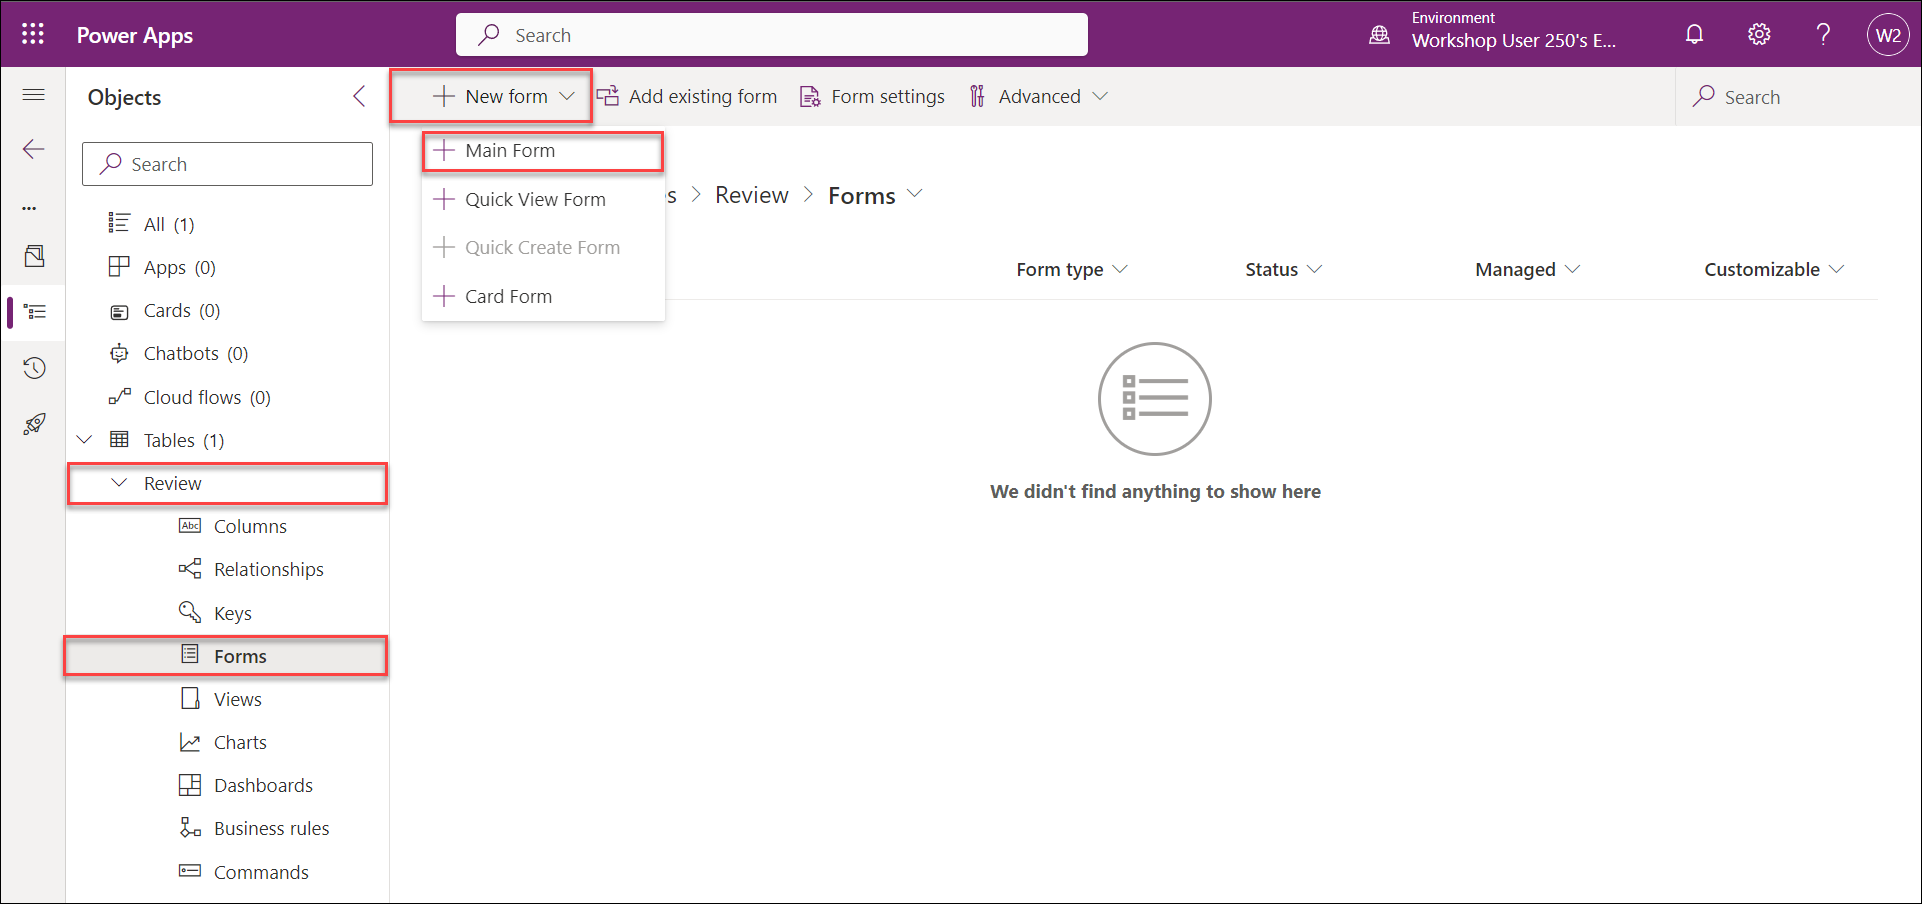 Power Apps
Search
Environment
Workshop User 250's E...
W2
Objects
New form
Add existing form
Form settings
Advanced
Search
Search
Main Form
Quick View Form
Quick Create Form
Card Form
s > Review > Forms
Form type
Status
Managed
Customizable
We didn't find anything to show here
...
All (1)
Apps (0)
Cards (0)
Chatbots (0)
Cloud flows (0)
Tables (1)
Review
Abc Columns
Relationships
Keys
Forms
Views
Charts
Dashboards
Business rules
Commands